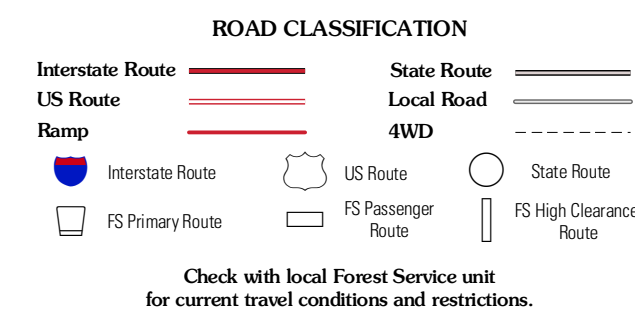 ROAD CLASSIFICATION
Interstate Route
State Route
US Route
Local Road
Ramp
4WD
Interstate Route
US Route
State Route
FS Primary Route
FS Passenger
Route
FS High Clearance
Route
Check with local Forest Service unit
for current travel conditions and restrictions.